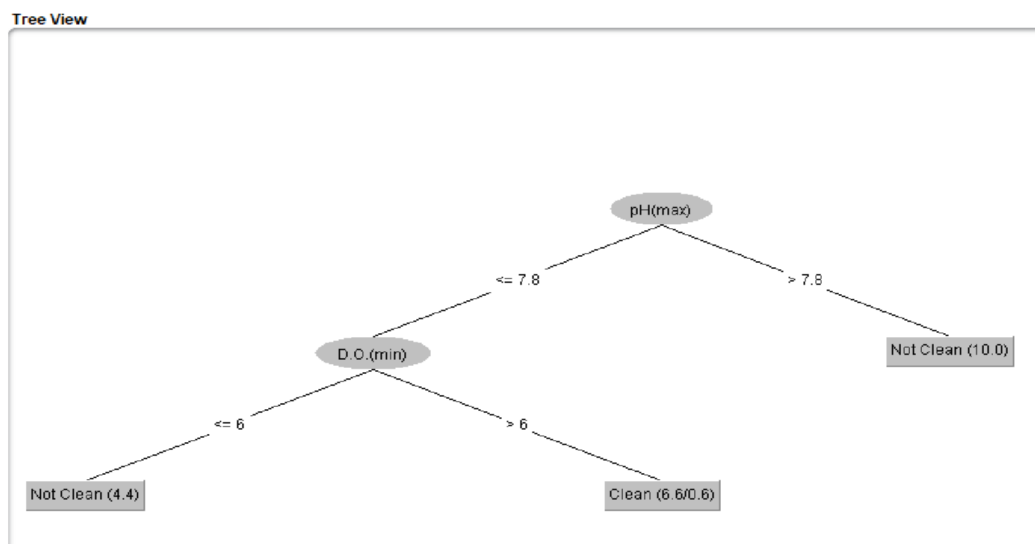 Tree View
pH(max)
<= 7.8
> 7.8
D.O.(min)
Not Clean (10.0)
<= 6
> 6
Not Clean (4.4)
Clean (6.6/0.6)